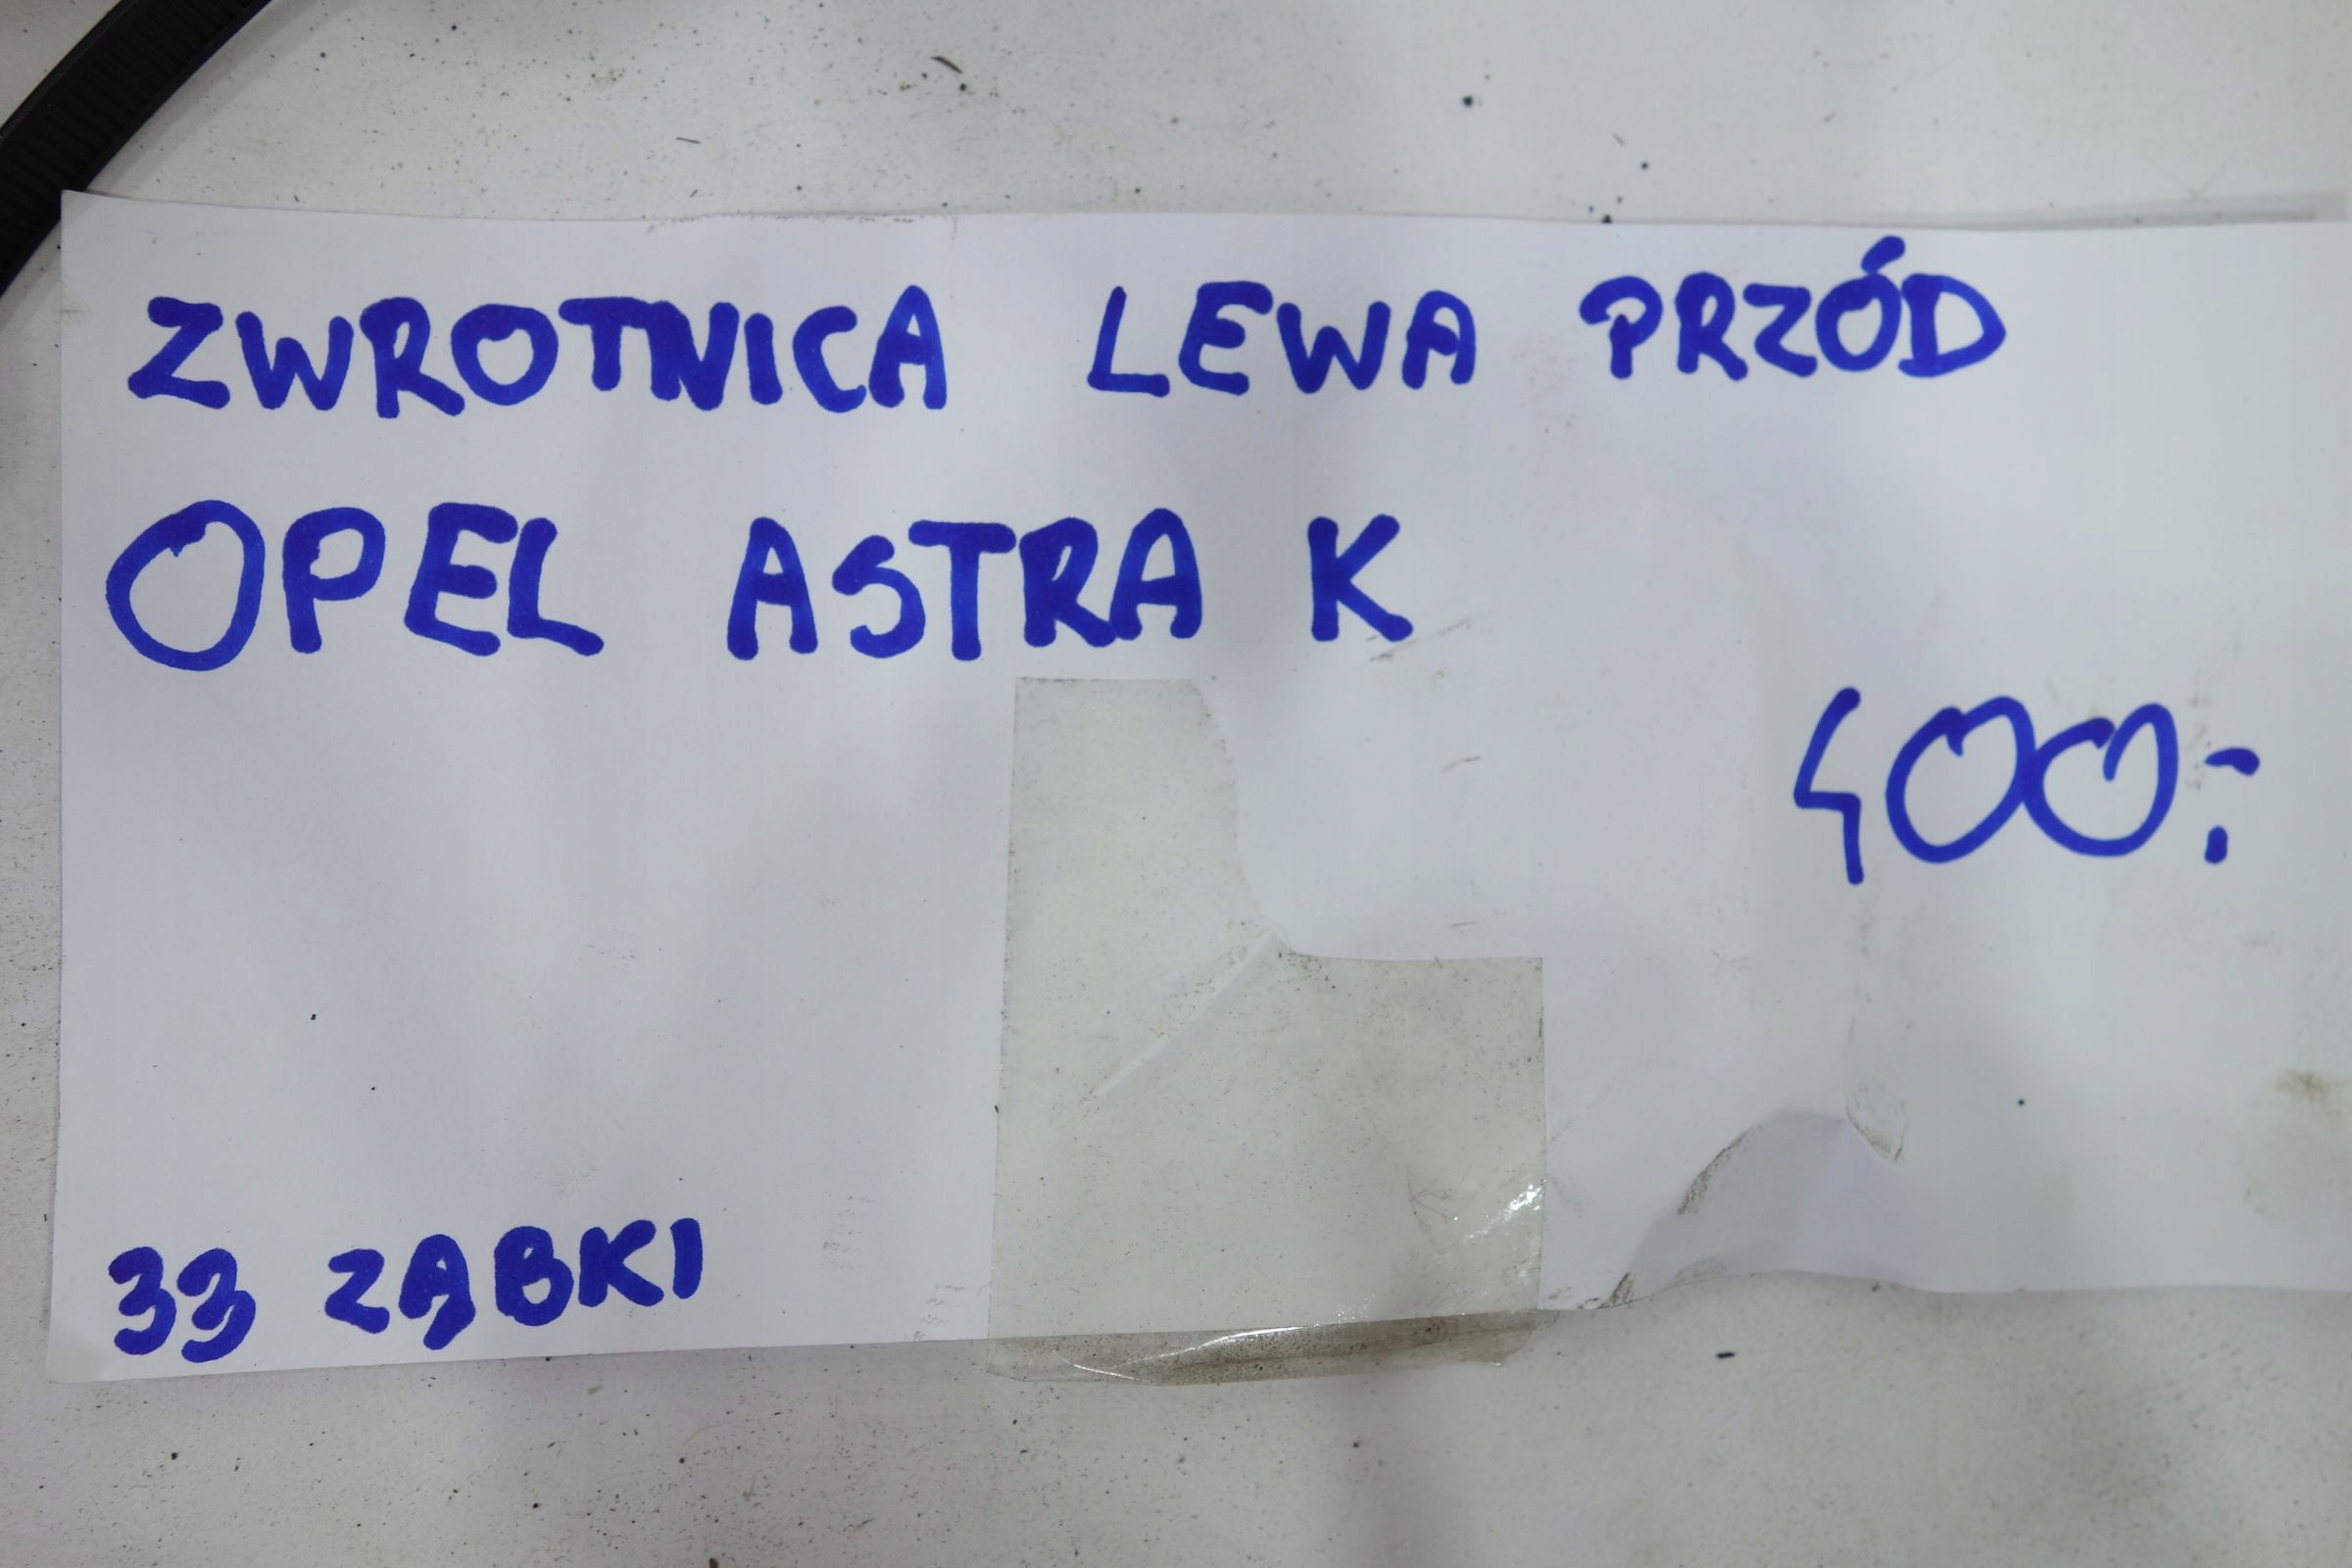 ZWROTNICA LEWA PRZÓD
OPEL ASTRA K
400,-
33 ZĄBKI